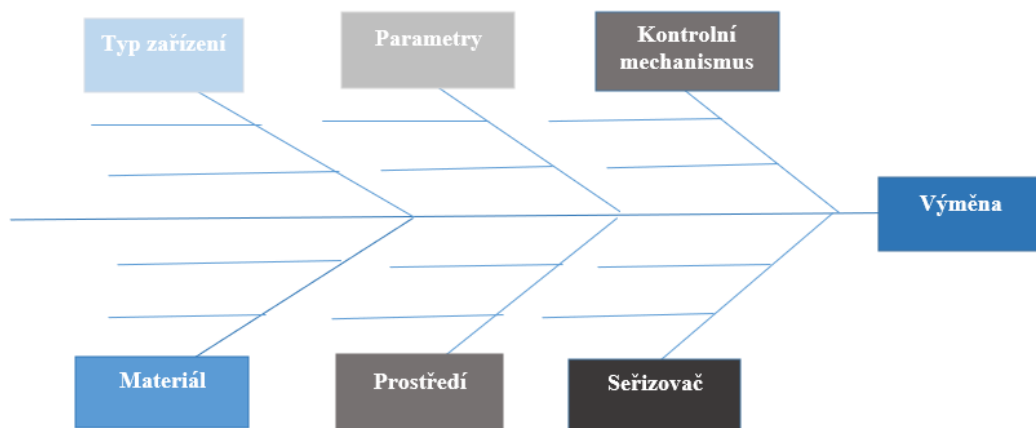 Typ zařízení
Parametry
Kontrolní
mechanismus
Výměna
Materiál
Prostředí
Seřizovač